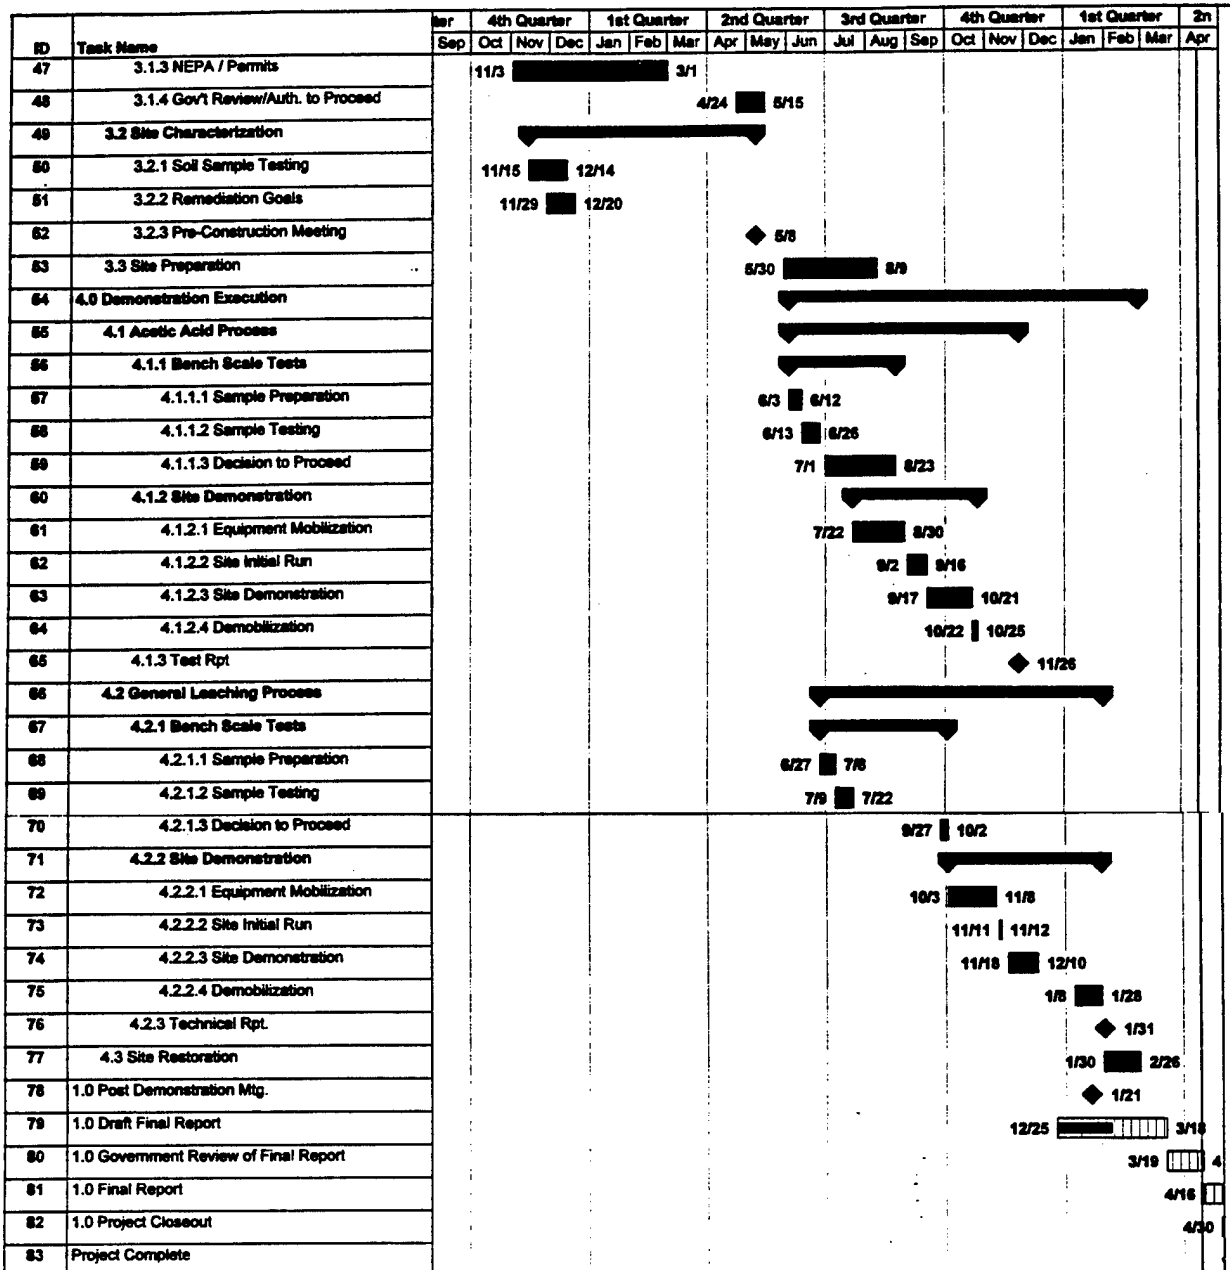 ter 4th Quarter 1st Quarter 2nd Quarter 3rd Quarter 4th Quarter 1st Quarter 2n
ID Task Name Sep Oct Nov Dec Jan Feb Mar Apr May Jun Jul Aug Sep Oct Nov Dec Jan Feb Mar Apr
47 3.1.3 NEPA / Permits 11/3 3/1
48 3.1.4 Gov't Review/Auth. to Proceed 4/24 5/15
49 3.2 Site Characterization
50 3.2.1 Soil Sample Testing 11/15 12/14
51 3.2.2 Remediation Goals 11/29 12/20
52 3.2.3 Pre-Construction Meeting 5/8
53 3.3 Site Preparation 5/30 8/9
54 4.0 Demonstration Execution
55 4.1 Acetic Acid Process
56 4.1.1 Bench Scale Tests
57 4.1.1.1 Sample Preparation 6/3 6/12
58 4.1.1.2 Sample Testing 6/13 6/26
59 4.1.1.3 Decision to Proceed 7/1 8/23
60 4.1.2 Site Demonstration
61 4.1.2.1 Equipment Mobilization 7/22 8/30
62 4.1.2.2 Site Initial Run 9/2 9/16
63 4.1.2.3 Site Demonstration 9/17 10/21
64 4.1.2.4 Demobilization 10/22 10/25
65 4.1.3 Test Rpt 11/26
66 4.2 General Leaching Process
67 4.2.1 Bench Scale Tests
68 4.2.1.1 Sample Preparation 6/27 7/8
69 4.2.1.2 Sample Testing 7/9 7/22
70 4.2.1.3 Decision to Proceed 9/27 10/2
71 4.2.2 Site Demonstration
72 4.2.2.1 Equipment Mobilization 10/3 11/8
73 4.2.2.2 Site Initial Run 11/11 11/12
74 4.2.2.3 Site Demonstration 11/18 12/10
75 4.2.2.4 Demobilization 1/8 1/28
76 4.2.3 Technical Rpt. 1/31
77 4.3 Site Restoration 1/30 2/26
78 1.0 Post Demonstration Mtg. 1/21
79 1.0 Draft Final Report 12/25 3/18
80 1.0 Government Review of Final Report 3/19 4
81 1.0 Final Report 4/16
82 1.0 Project Closeout 4/30
83 Project Complete